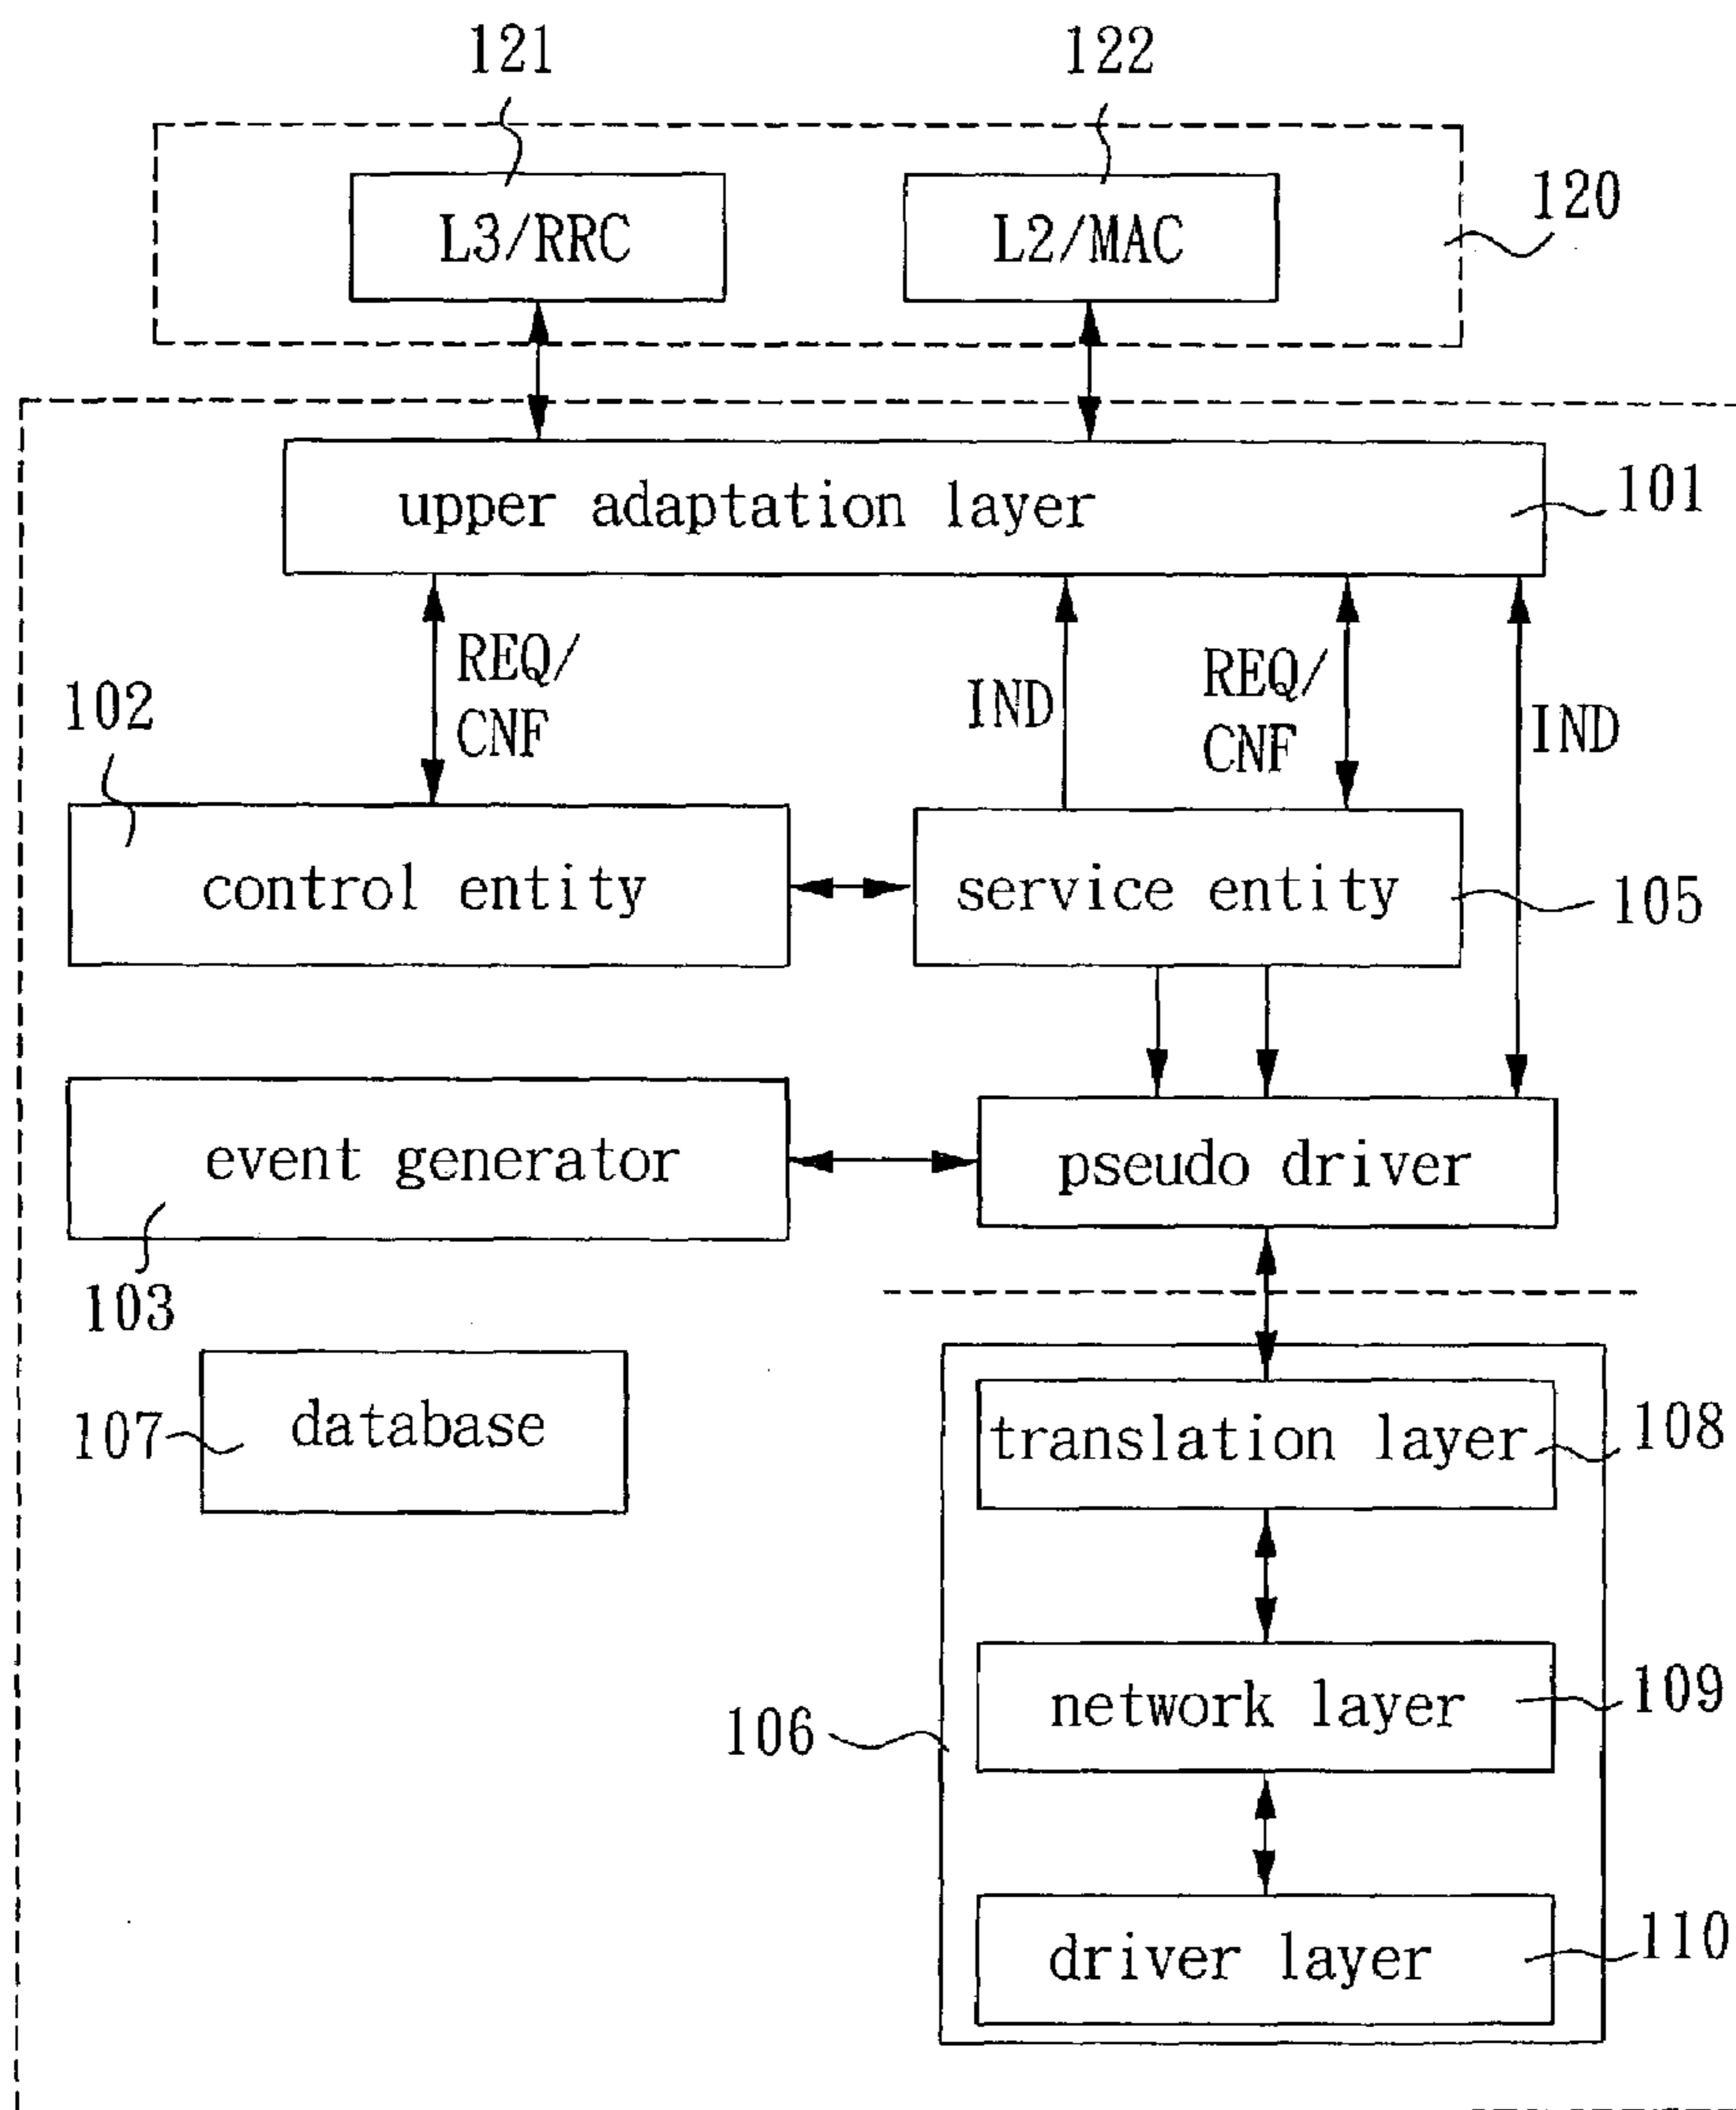 121
122
L3/RRC
L2/MAC
120
upper adaptation layer
101
REQ/
CNF
IND
REQ/
CNF
IND
102
control entity
service entity
105
event generator
pseudo driver
103
database
107
translation layer
108
network layer
109
106
driver layer
110